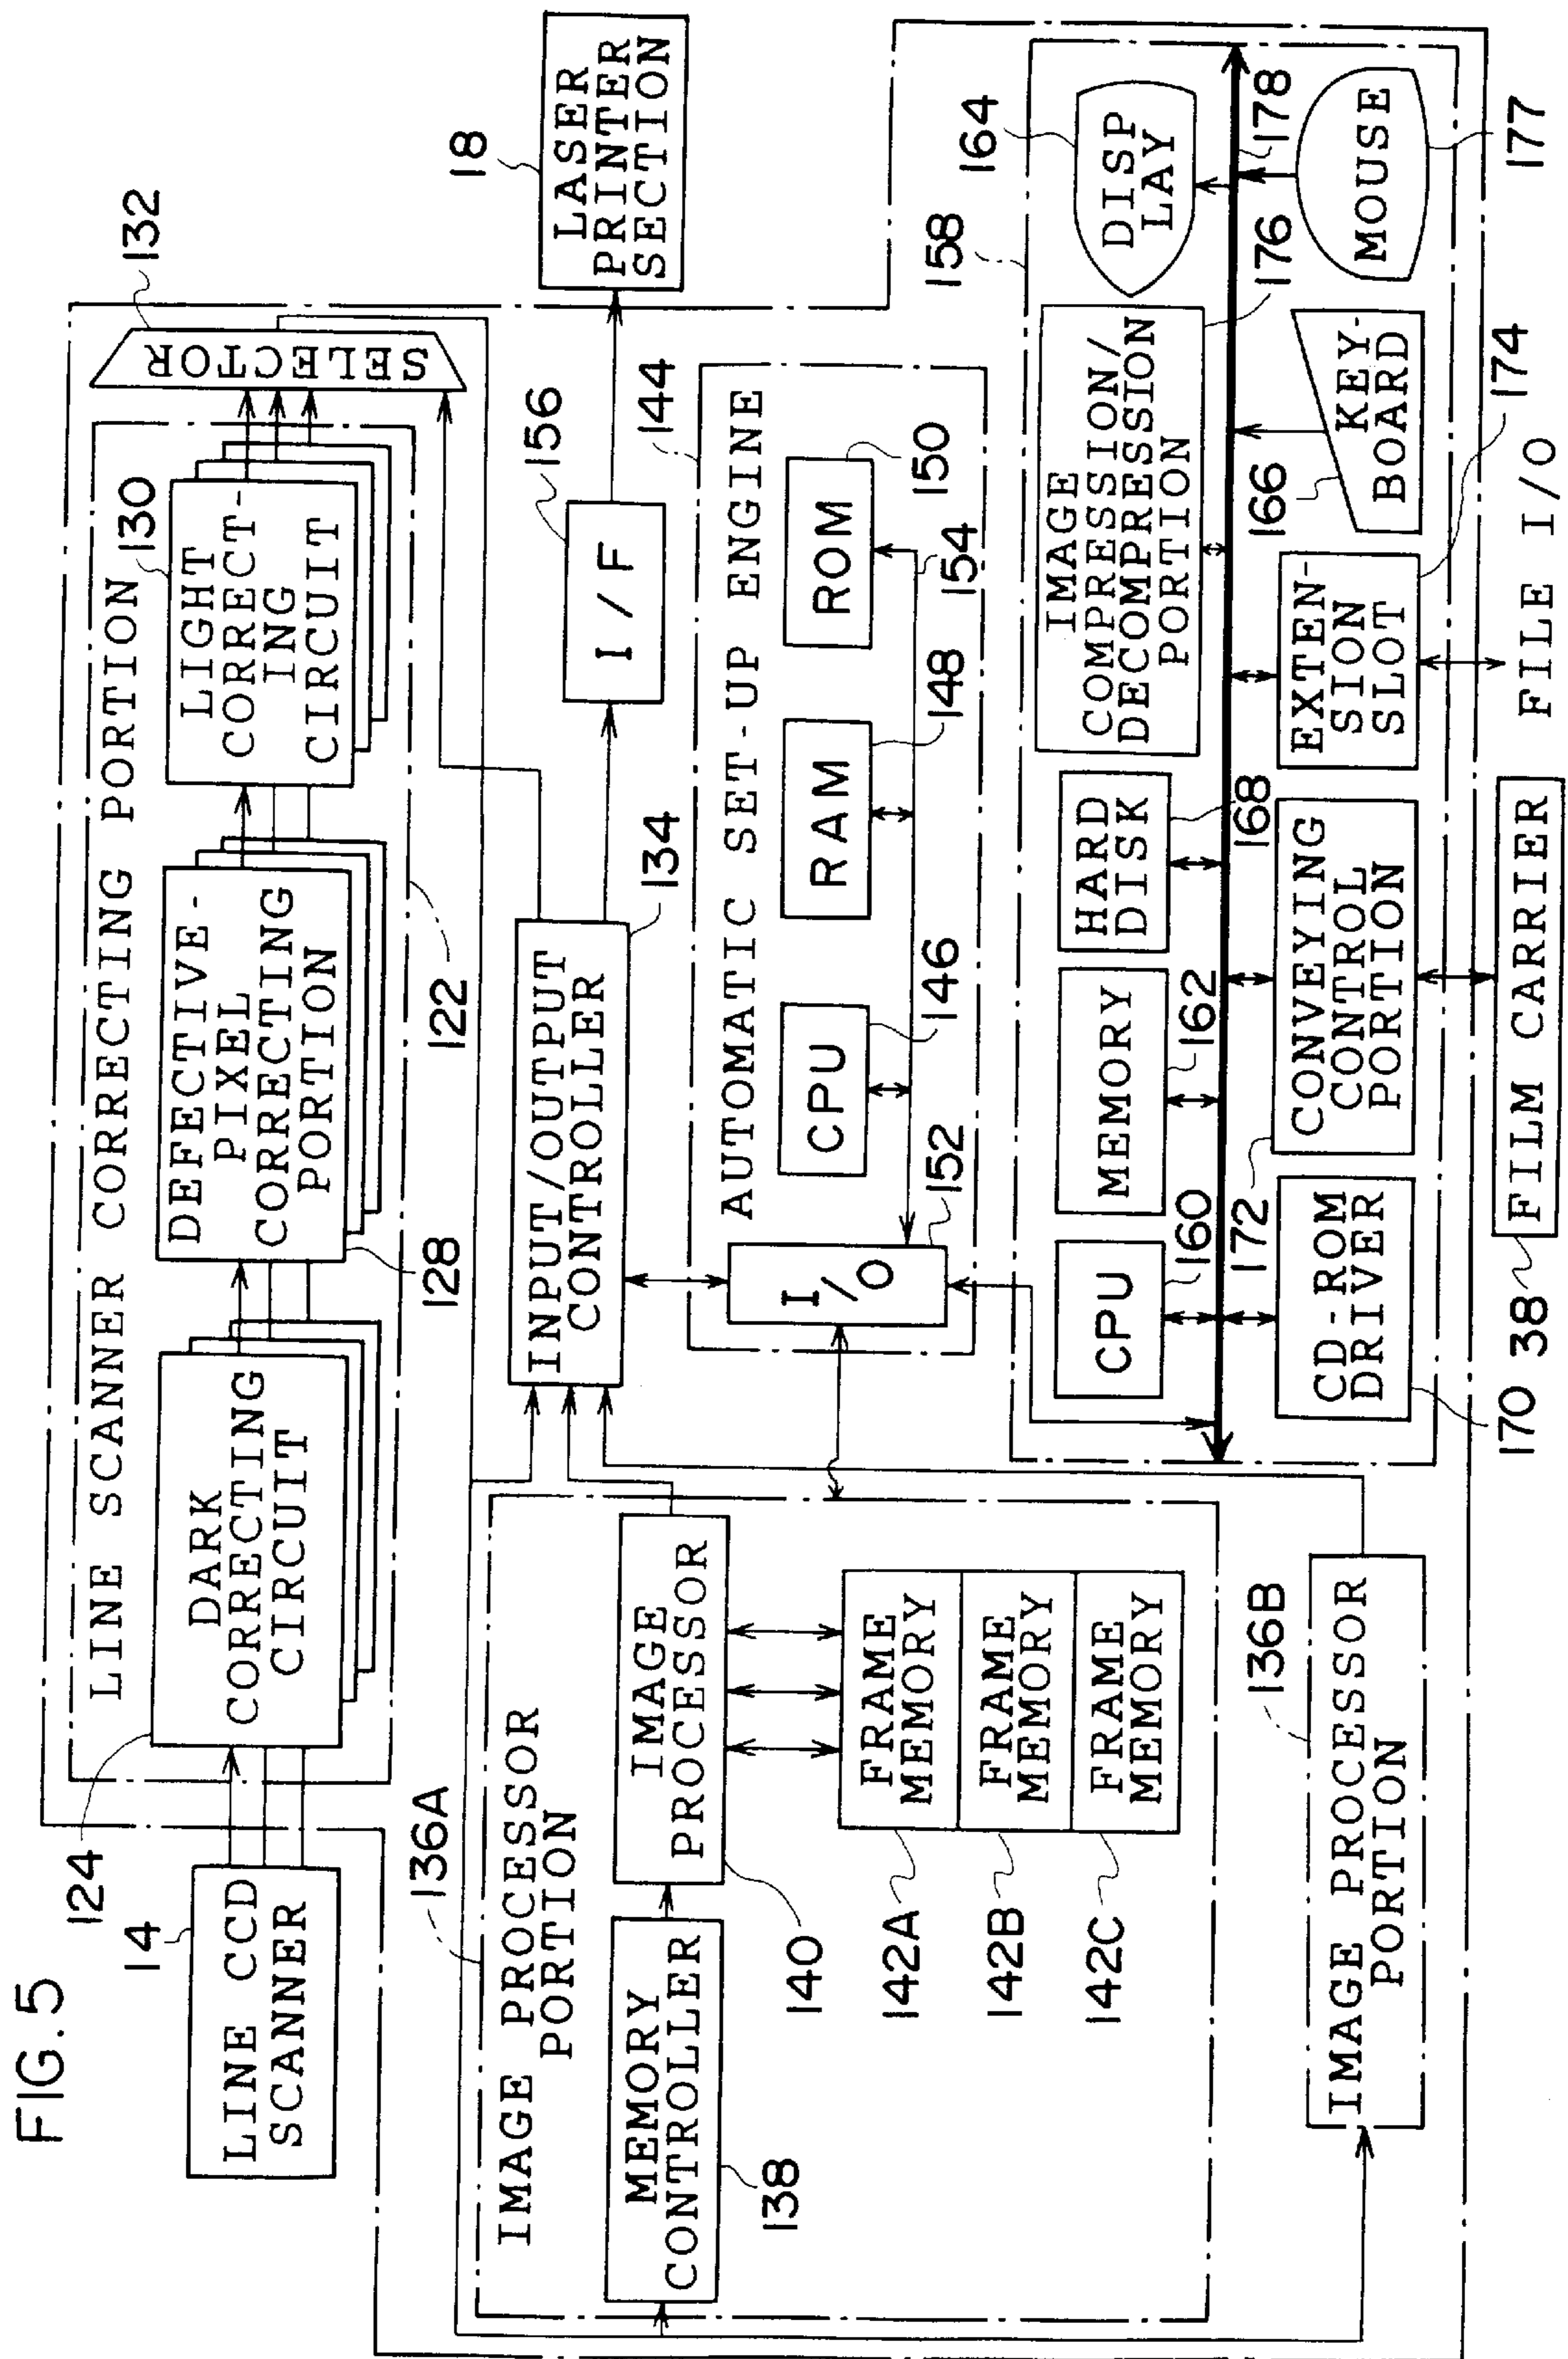 FIG. 5
14
LINE CCD
SCANNER
124
LINE SCANNER CORRECTING PORTION
DARK
CORRECTING
CIRCUIT
DEFECTIVE-
PIXEL
CORRECTING
PORTION
128
122
130
LIGHT
CORRECT-
ING
CIRCUIT
132
SELECTOR
18
LASER
PRINTER
SECTION
136A
IMAGE PROCESSOR
PORTION
MEMORY
CONTROLLER
138
IMAGE
PROCESSOR
140
FRAME
MEMORY
142A
FRAME
MEMORY
142B
FRAME
MEMORY
142C
136B
IMAGE PROCESSOR
PORTION
INPUT/OUTPUT
CONTROLLER
134
I/F
156
144
AUTOMATIC SET-UP ENGINE
I/O
152
CPU
146
RAM
148
ROM
150
154
158
CPU
160
MEMORY
162
HARD
DISK
168
IMAGE
COMPRESSION/
DECOMPRESSION
PORTION
176
DISP
LAY
164
178
CD-ROM
DRIVER
170
172
CONVEYING
CONTROL
PORTION
EXTEN-
SION
SLOT
174
166
KEY-
BOARD
MOUSE
177
38
FILM CARRIER
FILE I/O